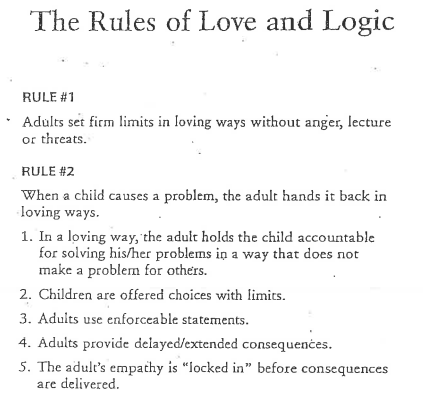 The Rules of Love and Logic
RULE #1
Adults set firm limits in loving ways without anger, lecture
or threats.
RULE #2
When a child causes a problem, the adult hands it back in
loving ways.
1. In a loving way, the adult holds the child accountable
for solving his/her problems in a way that does not
make a problem for others.
2. Children are offered choices with limits.
3. Adults use enforceable statements.
4. Adults provide delayed/extended consequences.
5. The adult's empathy is "locked in" before consequences
are delivered.